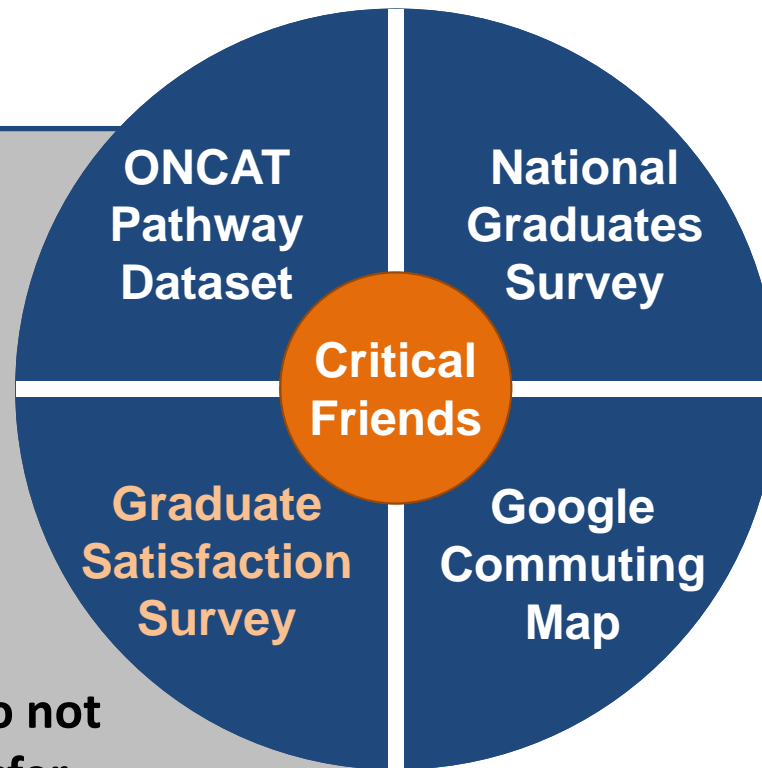 ONCAT
Pathway
Dataset
National
Graduates
Survey
Critical
Friends
Graduate
Satisfaction
Survey
Google
Commuting
Map
not